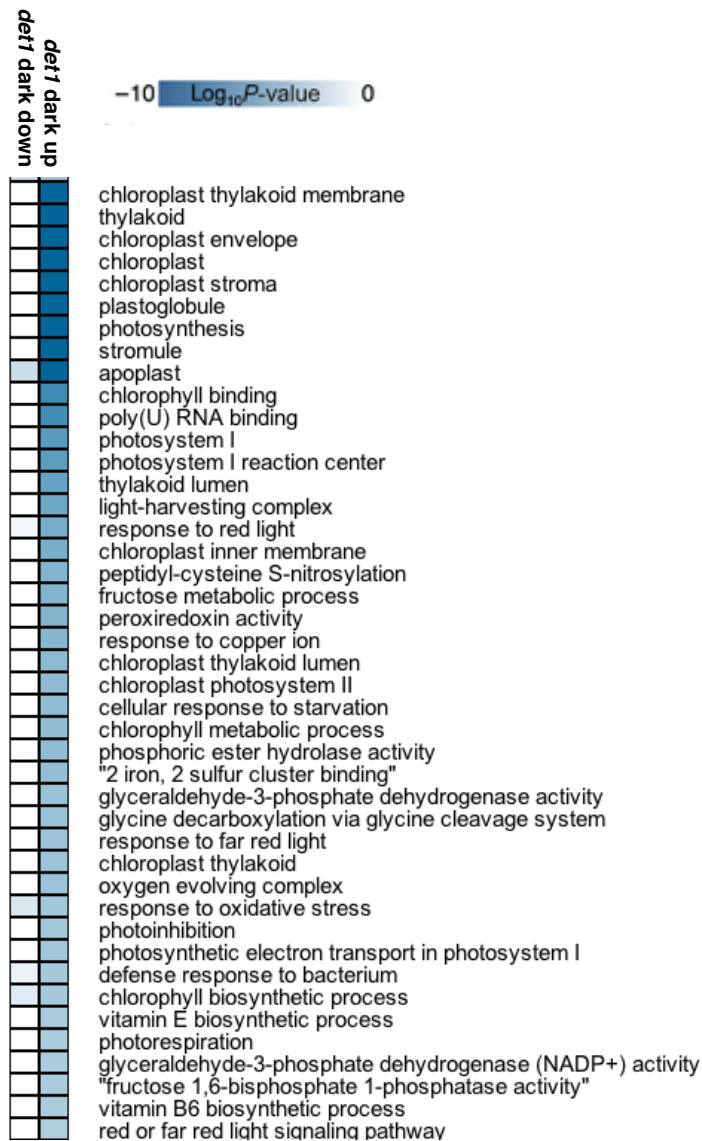 det1 dark down
det1 dark up
−10 Log10P-value 0
chloroplast thylakoid membrane
thylakoid
chloroplast envelope
chloroplast
chloroplast stroma
plastoglobule
photosynthesis
stromule
apoplast
chlorophyll binding
poly(U) RNA binding
photosystem I
photosystem I reaction center
thylakoid lumen
light-harvesting complex
response to red light
chloroplast inner membrane
peptidyl-cysteine S-nitrosylation
fructose metabolic process
peroxiredoxin activity
response to copper ion
chloroplast thylakoid lumen
chloroplast photosystem II
cellular response to starvation
chlorophyll metabolic process
phosphoric ester hydrolase activity
"2 iron, 2 sulfur cluster binding"
glyceraldehyde-3-phosphate dehydrogenase activity
glycine decarboxylation via glycine cleavage system
response to far red light
chloroplast thylakoid
oxygen evolving complex
response to oxidative stress
photoinhibition
photosynthetic electron transport in photosystem I
defense response to bacterium
chlorophyll biosynthetic process
vitamin E biosynthetic process
photorespiration
glyceraldehyde-3-phosphate dehydrogenase (NADP+) activity
"fructose 1,6-bisphosphate 1-phosphatase activity"
vitamin B6 biosynthetic process
red or far red light signaling pathway